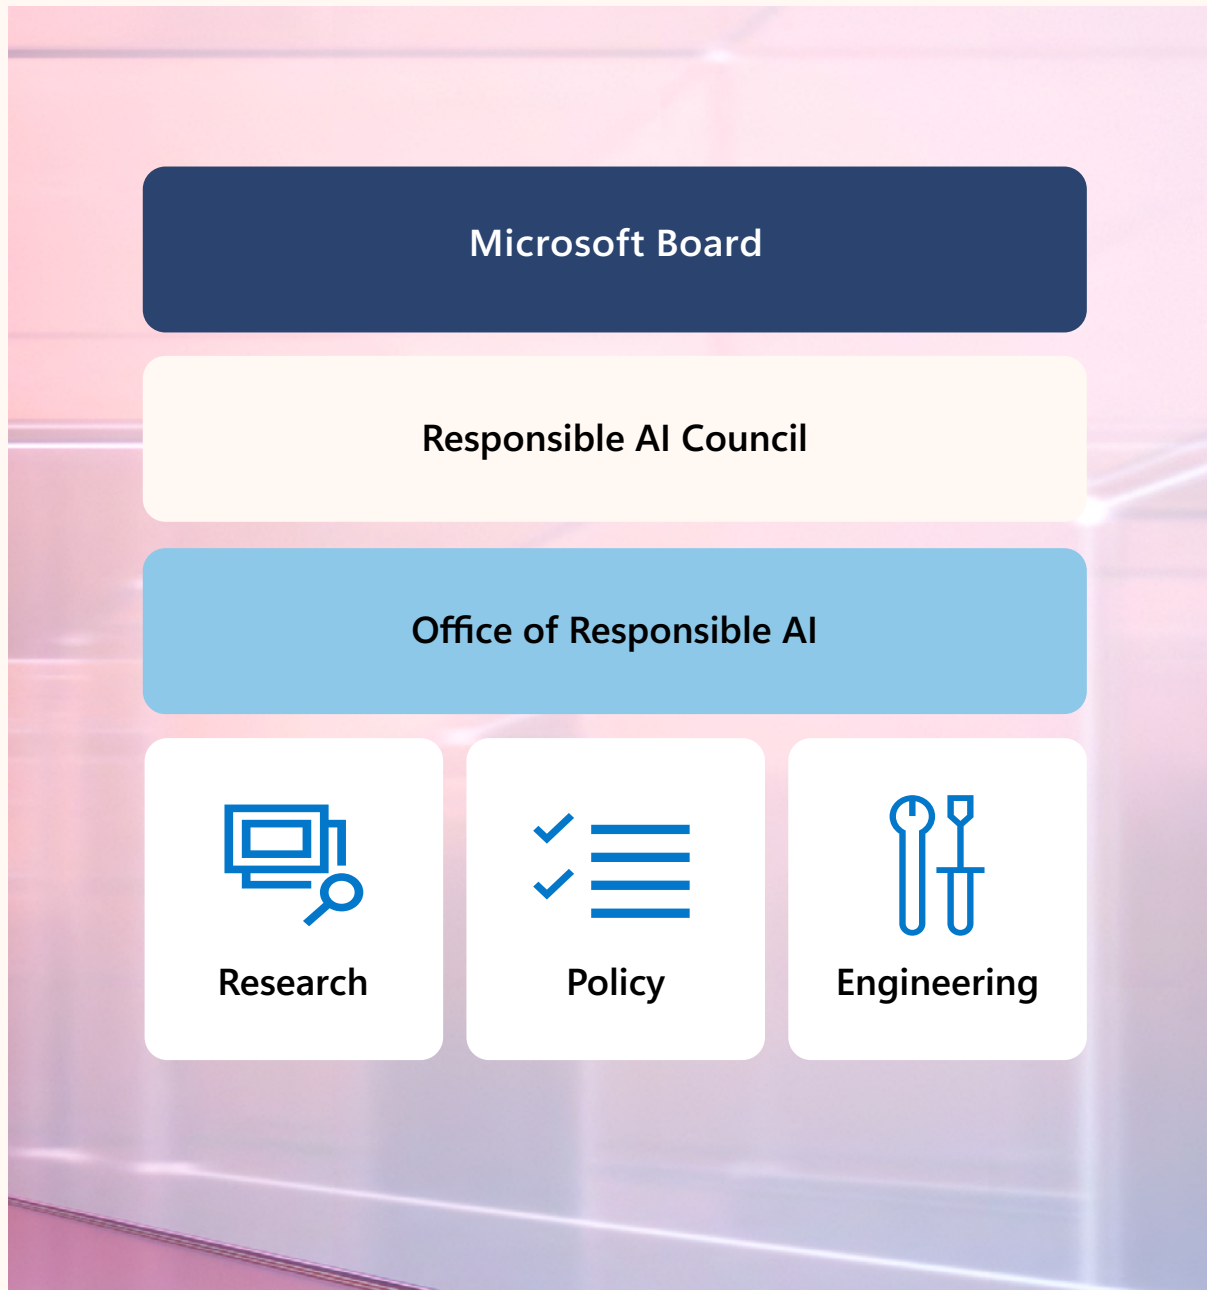 Microsoft Board
Responsible AI Council
Office of Responsible AI
Research
Policy
Engineering